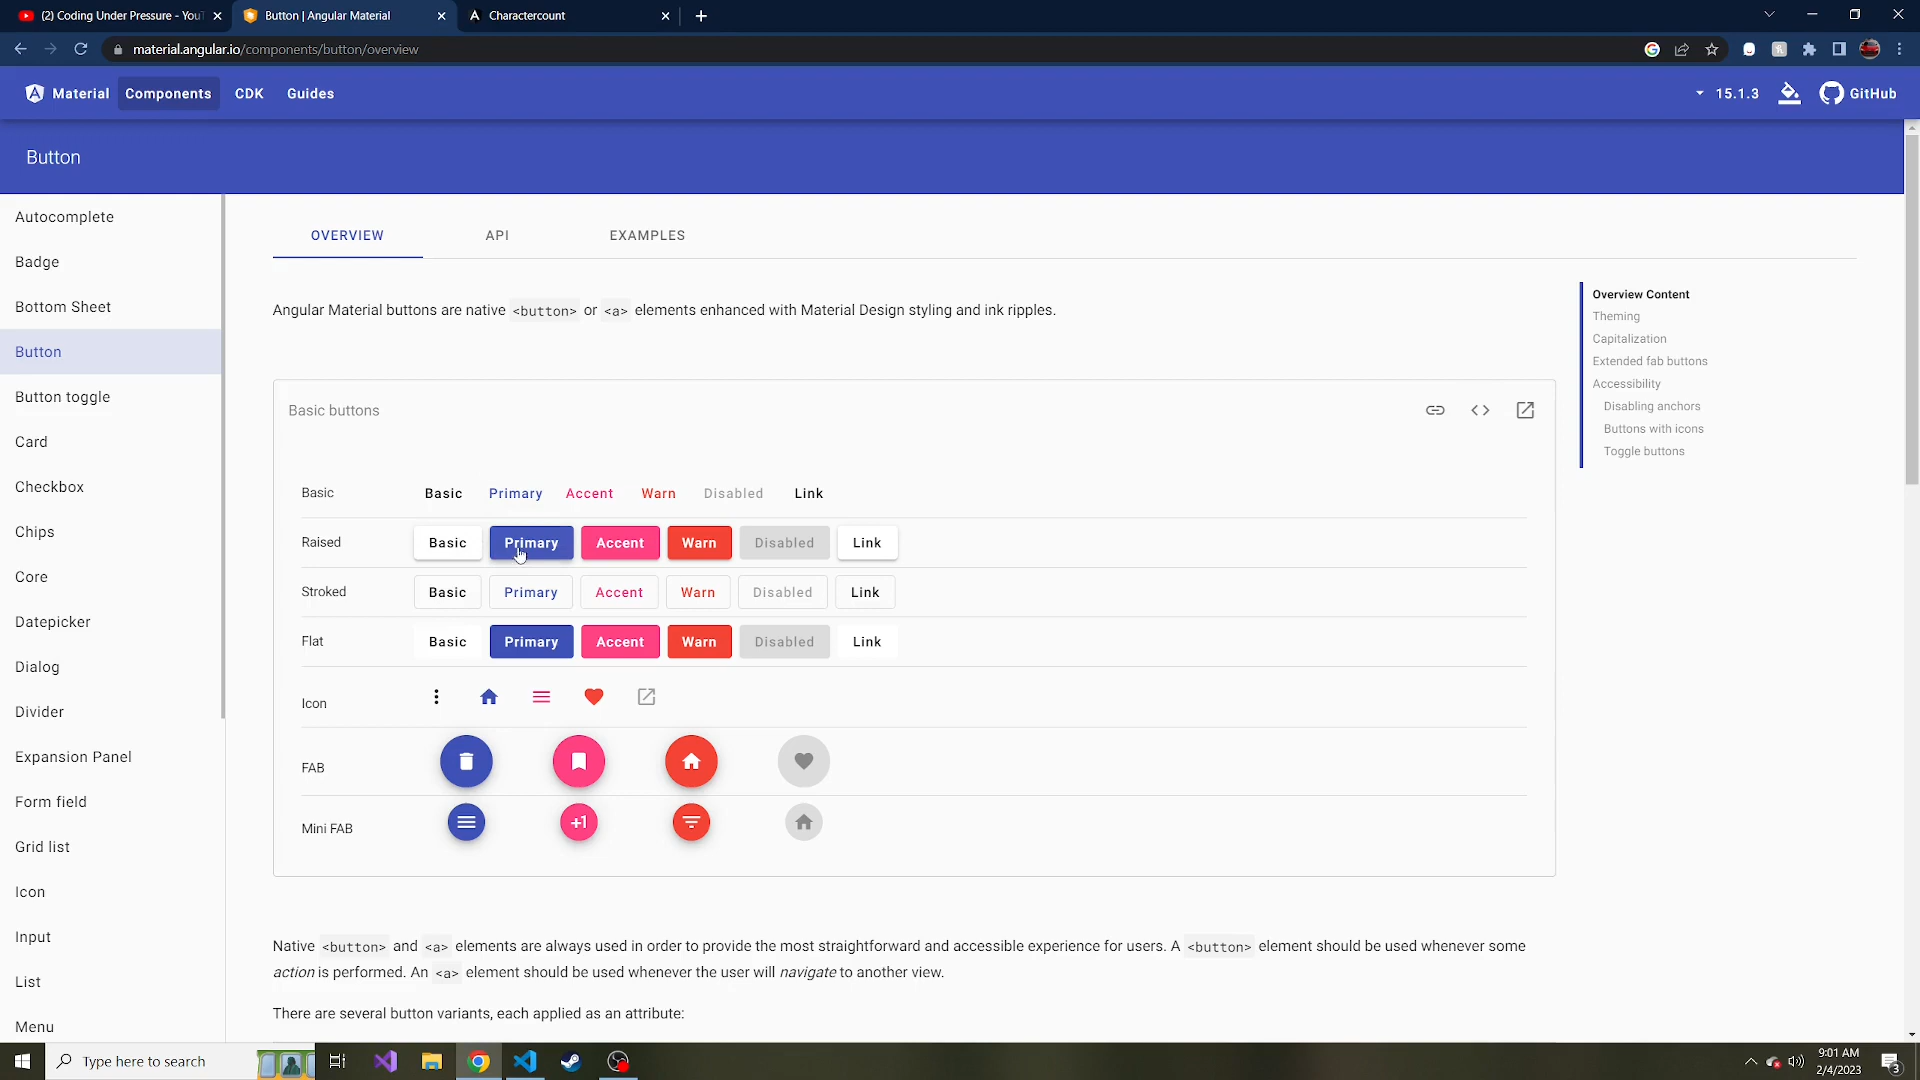 (2) Coding Under Pressure - You
Button | Angular Material
Charactercount
material.angular.io/components/button/overview
Material
Components
CDK
Guides
15.1.3
GitHub
Button
Autocomplete
Badge
Bottom Sheet
Button
Button toggle
Card
Checkbox
Chips
Core
Datepicker
Dialog
Divider
Expansion Panel
Form field
Grid list
Icon
Input
List
Menu
OVERVIEW
API
EXAMPLES
Angular Material buttons are native <button> or <a> elements enhanced with Material Design styling and ink ripples.
Basic buttons
Basic Basic Primary Accent Warn Disabled Link
Raised Basic Primary Accent Warn Disabled Link
Stroked Basic Primary Accent Warn Disabled Link
Flat Basic Primary Accent Warn Disabled Link
Icon
FAB
Mini FAB +1
Native <button> and <a> elements are always used in order to provide the most straightforward and accessible experience for users. A <button> element should be used whenever some
action is performed. An <a> element should be used whenever the user will navigate to another view.
There are several button variants, each applied as an attribute:
Overview Content
Theming
Capitalization
Extended fab buttons
Accessibility
Disabling anchors
Buttons with icons
Toggle buttons
Type here to search
9:01 AM
2/4/2023
3